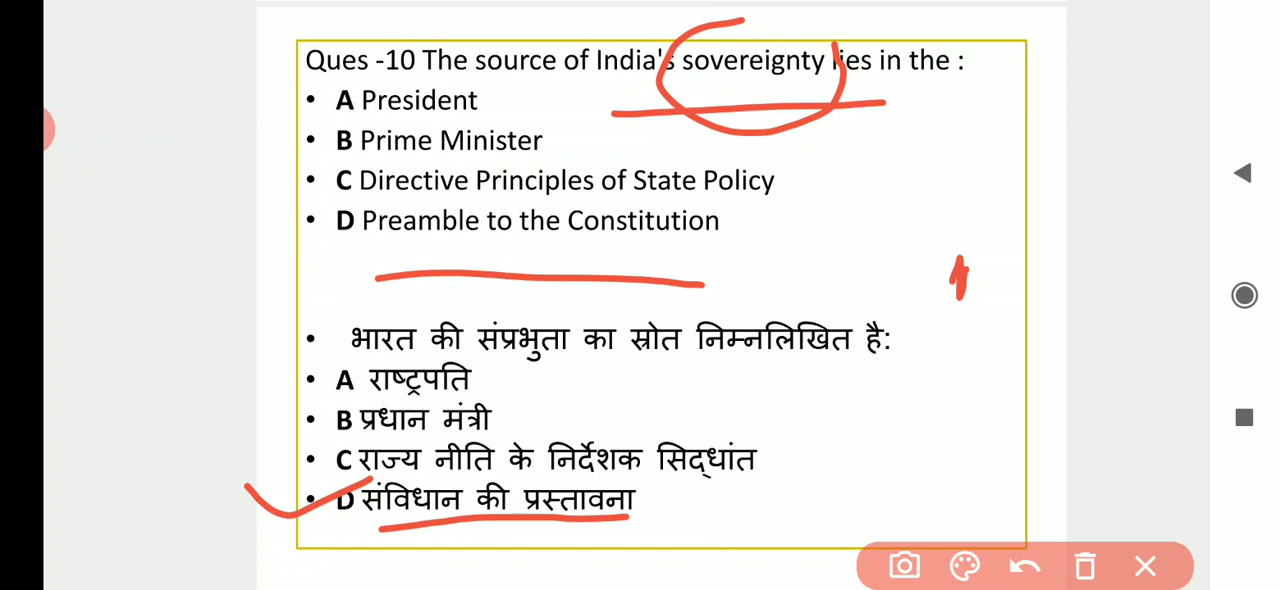 Ques -10 The source of India's sovereignty lies in the :
• A President
• B Prime Minister
• C Directive Principles of State Policy
• D Preamble to the Constitution
• भारत की संप्रभुता का स्रोत निम्नलिखित है:
• A राष्ट्रपति
• B प्रधान मंत्री
• C राज्य नीति के निर्देशक सिद्धांत
• D संविधान की प्रस्तावना